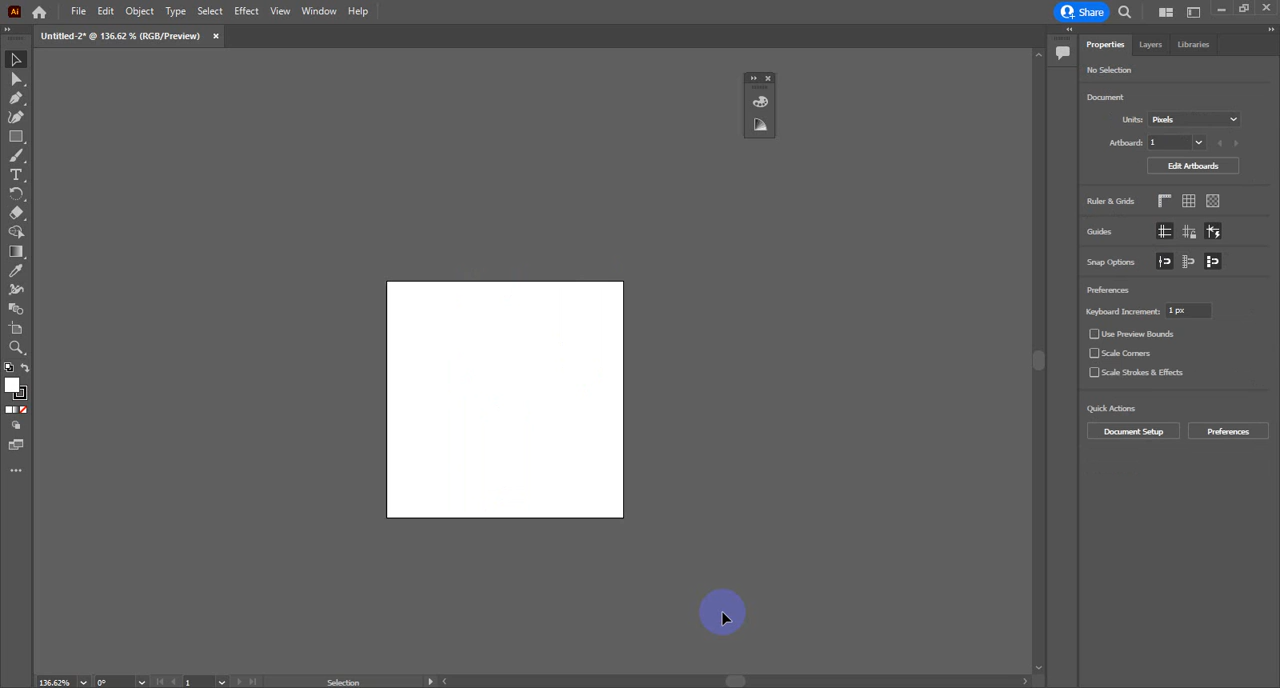 Ai File Edit Object Type Select Effect View Window Help Share
Untitled-2* @ 136.62 % (RGB/Preview)
Properties Layers Libraries
No Selection
Document
Units: Pixels
Artboard: 1
Edit Artboards
Ruler & Grids
Guides
Snap Options
Preferences
Keyboard Increment: 1 px
Use Preview Bounds
Scale Corners
Scale Strokes & Effects
Quick Actions
Document Setup Preferences
136.62% 0° 1 Selection